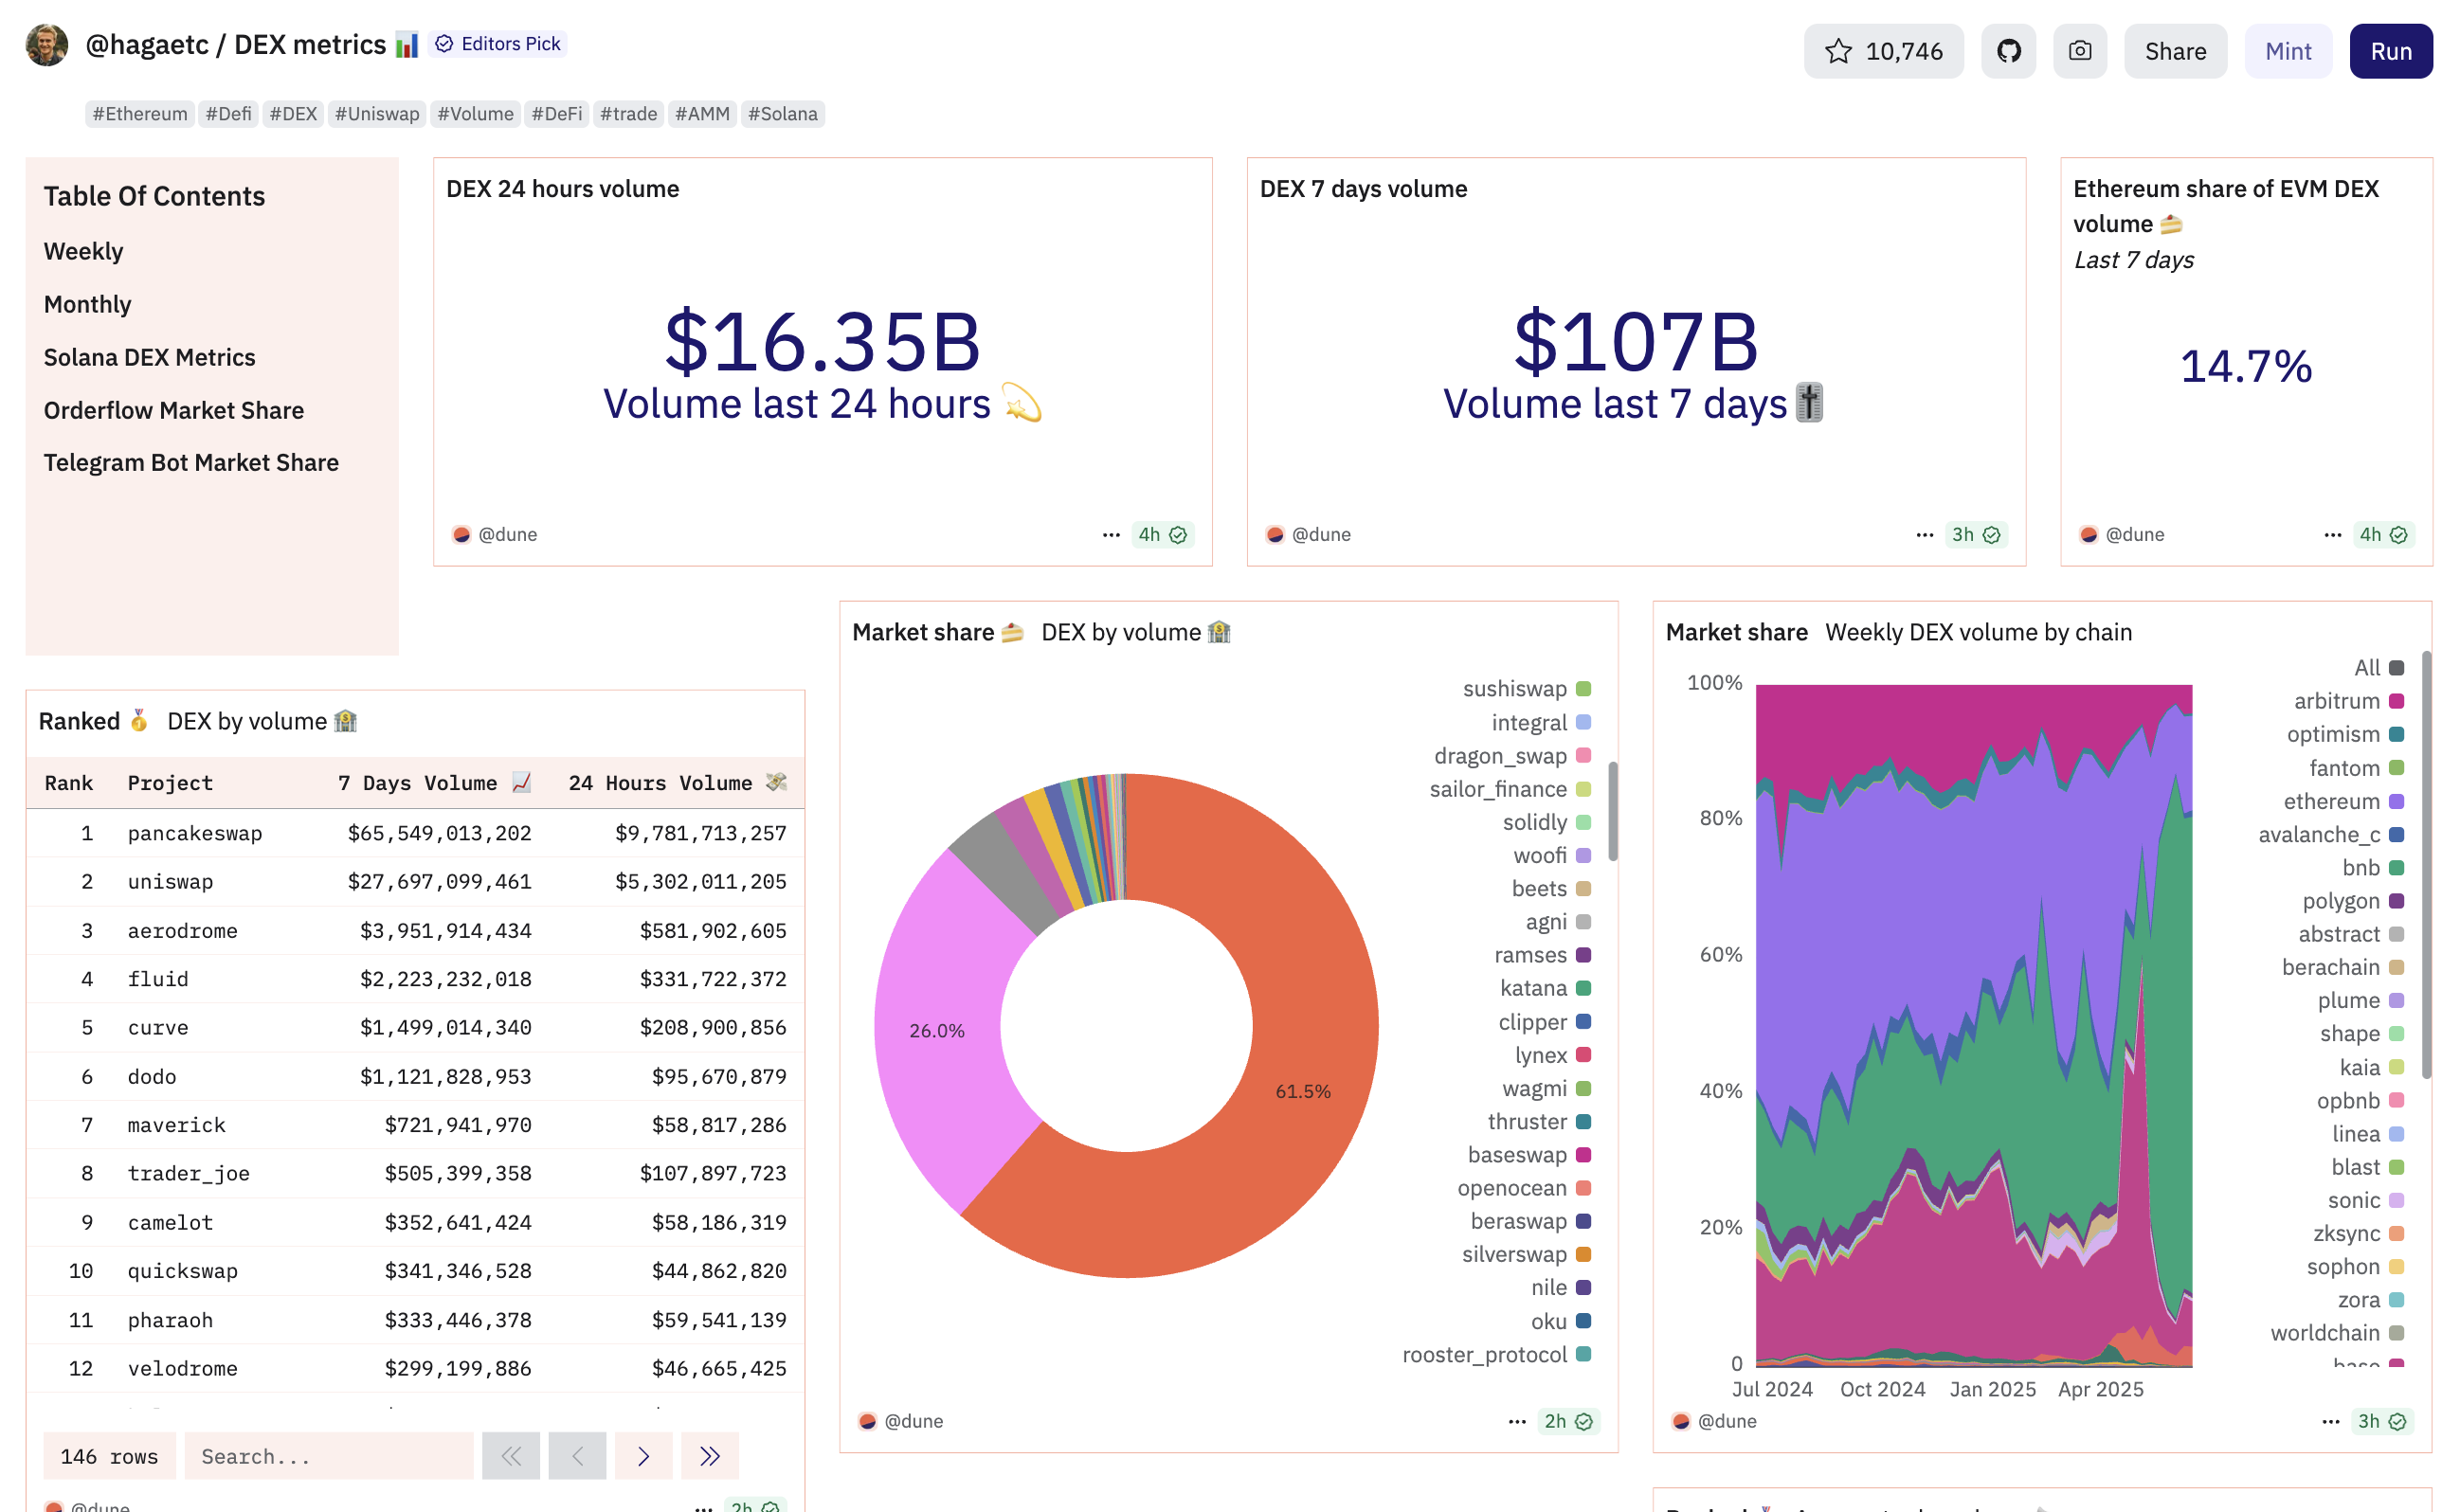 @hagaetc / DEX metrics 📊 Editors Pick
10,746 Share Mint Run
#Ethereum #Defi #DEX #Uniswap #Volume #DeFi #trade #AMM #Solana
Table Of Contents
Weekly
Monthly
Solana DEX Metrics
Orderflow Market Share
Telegram Bot Market Share
DEX 24 hours volume
$16.35B
Volume last 24 hours 💫
@dune ... 4h
DEX 7 days volume
$107B
Volume last 7 days🎚
@dune ... 3h
Ethereum share of EVM DEX
volume 🍰
Last 7 days
14.7%
@dune ... 4h
Ranked 🥇 DEX by volume 🏦
Rank Project 7 Days Volume 📈 24 Hours Volume 💸
1 pancakeswap $65,549,013,202 $9,781,713,257
2 uniswap $27,697,099,461 $5,302,011,205
3 aerodrome $3,951,914,434 $581,902,605
4 fluid $2,223,232,018 $331,722,372
5 curve $1,499,014,340 $208,900,856
6 dodo $1,121,828,953 $95,670,879
7 maverick $721,941,970 $58,817,286
8 trader_joe $505,399,358 $107,897,723
9 camelot $352,641,424 $58,186,319
10 quickswap $341,346,528 $44,862,820
11 pharaoh $333,446,378 $59,541,139
12 velodrome $299,199,886 $46,665,425
146 rows Search...
@dune ... 2h
Market share 🍰 DEX by volume 🏦
26.0%
61.5%
sushiswap
integral
dragon_swap
sailor_finance
solidly
woofi
beets
agni
ramses
katana
clipper
lynex
wagmi
thruster
baseswap
openocean
beraswap
silverswap
nile
oku
rooster_protocol
@dune ... 2h
Market share Weekly DEX volume by chain
100%
80%
60%
40%
20%
0
Jul 2024 Oct 2024 Jan 2025 Apr 2025
All
arbitrum
optimism
fantom
ethereum
avalanche_c
bnb
polygon
abstract
berachain
plume
shape
kaia
opbnb
linea
blast
sonic
zksync
sophon
zora
worldchain
base
@dune ... 3h